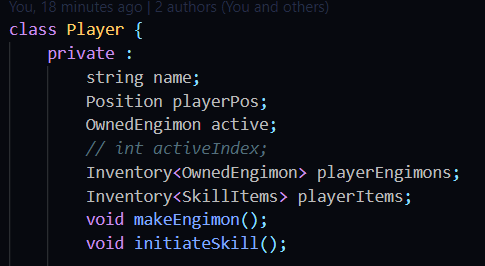 You, 18 minutes ago | 2 authors (You and others)
class Player {
    private :
        string name;
        Position playerPos;
        OwnedEngimon active;
        // int activeIndex;
        Inventory<OwnedEngimon> playerEngimons;
        Inventory<SkillItems> playerItems;
        void makeEngimon();
        void initiateSkill();